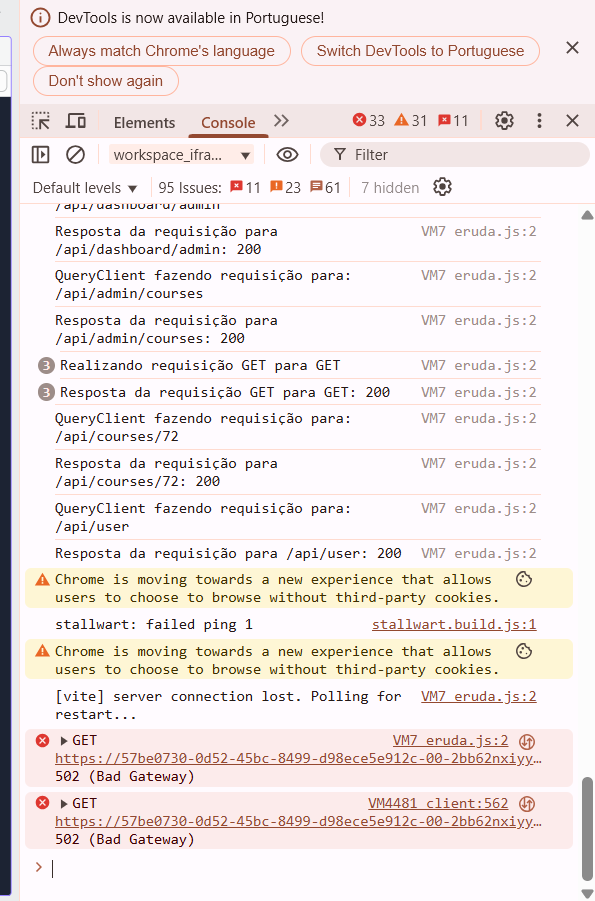 DevTools is now available in Portuguese!
Always match Chrome's language
Switch DevTools to Portuguese
Don't show again
Elements
Console
33
31
11
workspace_ifra...
Filter
Default levels
95 Issues:
11
23
61
7 hidden
/api/dashboard/admin
Resposta da requisição para
VM7 eruda.js:2
/api/dashboard/admin: 200
QueryClient fazendo requisição para:
VM7 eruda.js:2
/api/admin/courses
Resposta da requisição para
VM7 eruda.js:2
/api/admin/courses: 200
3 Realizando requisição GET para GET
VM7 eruda.js:2
3 Resposta da requisição GET para GET: 200
VM7 eruda.js:2
QueryClient fazendo requisição para:
VM7 eruda.js:2
/api/courses/72
Resposta da requisição para
VM7 eruda.js:2
/api/courses/72: 200
QueryClient fazendo requisição para:
VM7 eruda.js:2
/api/user
Resposta da requisição para /api/user: 200
VM7 eruda.js:2
Chrome is moving towards a new experience that allows
users to choose to browse without third-party cookies.
stallwart: failed ping 1
stallwart.build.js:1
Chrome is moving towards a new experience that allows
users to choose to browse without third-party cookies.
[vite] server connection lost. Polling for
VM7 eruda.js:2
restart...
GET
VM7 eruda.js:2
https://57be0730-0d52-45bc-8499-d98ece5e912c-00-2bb62nxiyy…
502 (Bad Gateway)
GET
VM4481 client:562
https://57be0730-0d52-45bc-8499-d98ece5e912c-00-2bb62nxiyy…
502 (Bad Gateway)